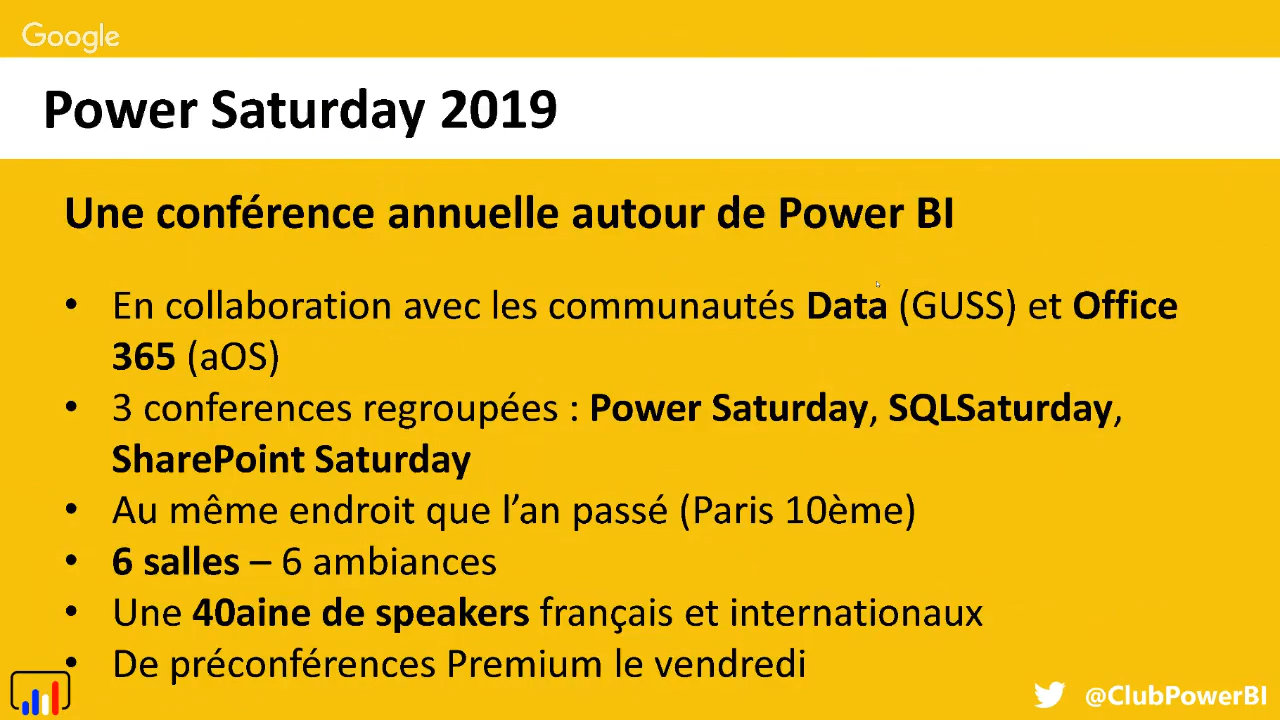 Google
Power Saturday 2019
Une conférence annuelle autour de Power BI
• En collaboration avec les communautés Data (GUSS) et Office
365 (aOS)
• 3 conferences regroupées : Power Saturday, SQLSaturday,
SharePoint Saturday
• Au même endroit que l’an passé (Paris 10ème)
• 6 salles – 6 ambiances
• Une 40aine de speakers français et internationaux
• De préconférences Premium le vendredi
@ClubPowerBI